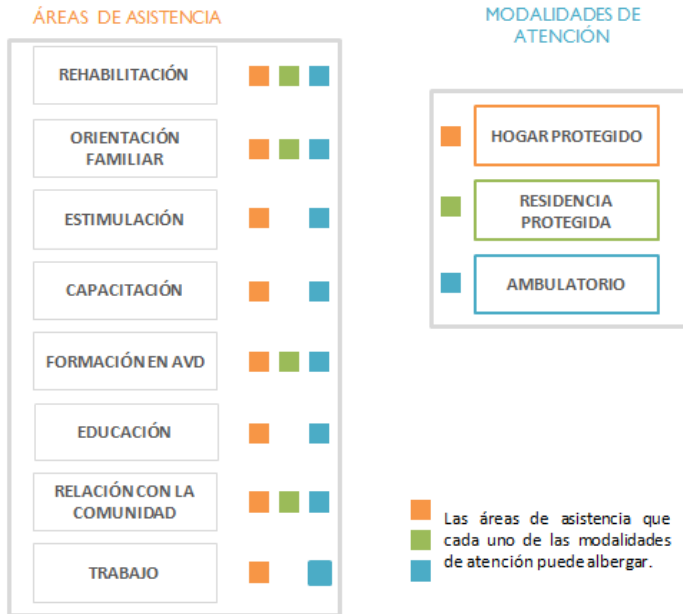 ÁREAS DE ASISTENCIA
REHABILITACIÓN
ORIENTACIÓN
FAMILIAR
ESTIMULACIÓN
CAPACITACIÓN
FORMACIÓN EN AVD
EDUCACIÓN
RELACIÓN CON LA
COMUNIDAD
TRABAJO
MODALIDADES DE
ATENCIÓN
HOGAR PROTEGIDO
RESIDENCIA
PROTEGIDA
AMBULATORIO
Las áreas de asistencia que
cada uno de las modalidades
de atención puede albergar.